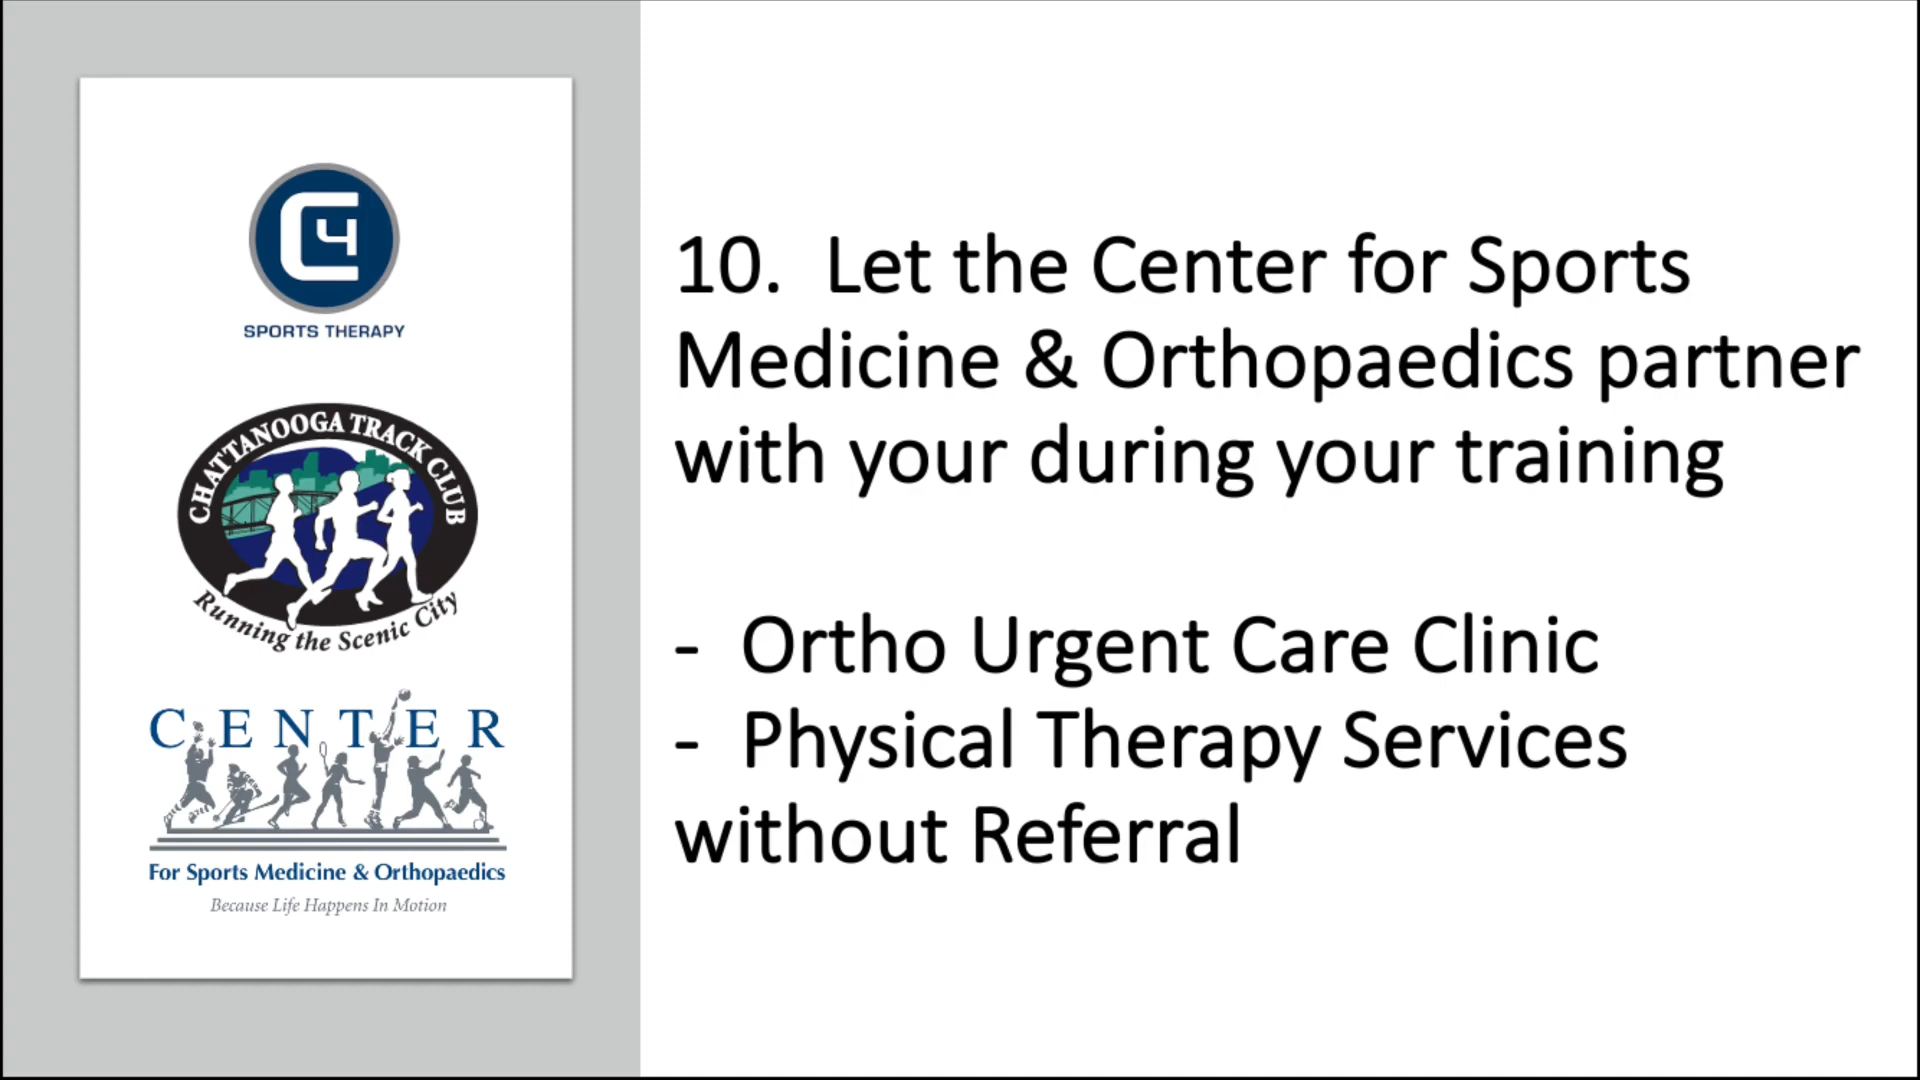 C4
SPORTS THERAPY
CHATTANOOGA TRACK CLUB
Running the Scenic City
CENTER
For Sports Medicine & Orthopaedics
Because Life Happens In Motion
10. Let the Center for Sports
Medicine & Orthopaedics partner
with your during your training
- Ortho Urgent Care Clinic
- Physical Therapy Services
without Referral